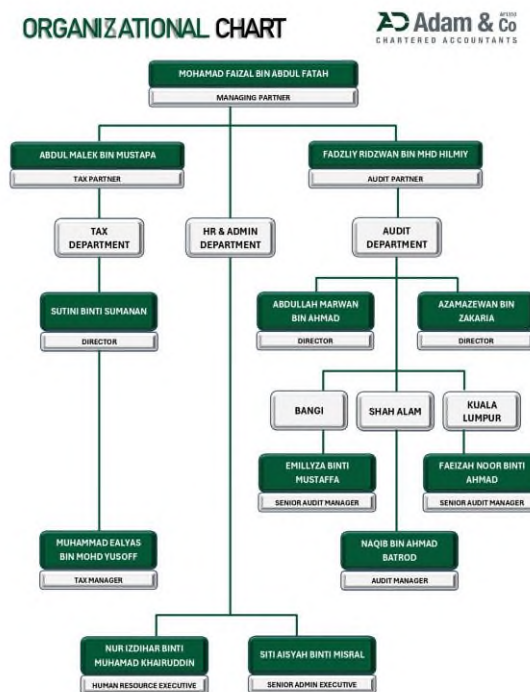 ORGANIZATIONAL CHART
AD Adam & Co
AF002133
CHARTERED ACCOUNTANTS
MOHAMAD FAIZAL BIN ABDUL FATAH
MANAGING PARTNER
ABDUL MALEK BIN MUSTAPA
TAX PARTNER
FADZLIY RIDZWAN BIN MHD HILMIY
AUDIT PARTNER
TAX
DEPARTMENT
HR & ADMIN
DEPARTMENT
AUDIT
DEPARTMENT
SUTINI BINTI SUMANAN
DIRECTOR
ABDULLAH MARWAN
BIN AHMAD
DIRECTOR
AZAMAZEWAN BIN
ZAKARIA
DIRECTOR
BANGI
SHAH ALAM
KUALA
LUMPUR
EMILLYZA BINTI
MUSTAFFA
SENIOR AUDIT MANAGER
FAEIZAH NOOR BINTI
AHMAD
SENIOR AUDIT MANAGER
MUHAMMAD EALYAS
BIN MOHD YUSOFF
TAX MANAGER
NAQIB BIN AHMAD
BATROD
AUDIT MANAGER
NUR IZDIHAR BINTI
MUHAMAD KHAIRUDDIN
HUMAN RESOURCE EXECUTIVE
SITI AISYAH BINTI MISRAL
SENIOR ADMIN EXECUTIVE